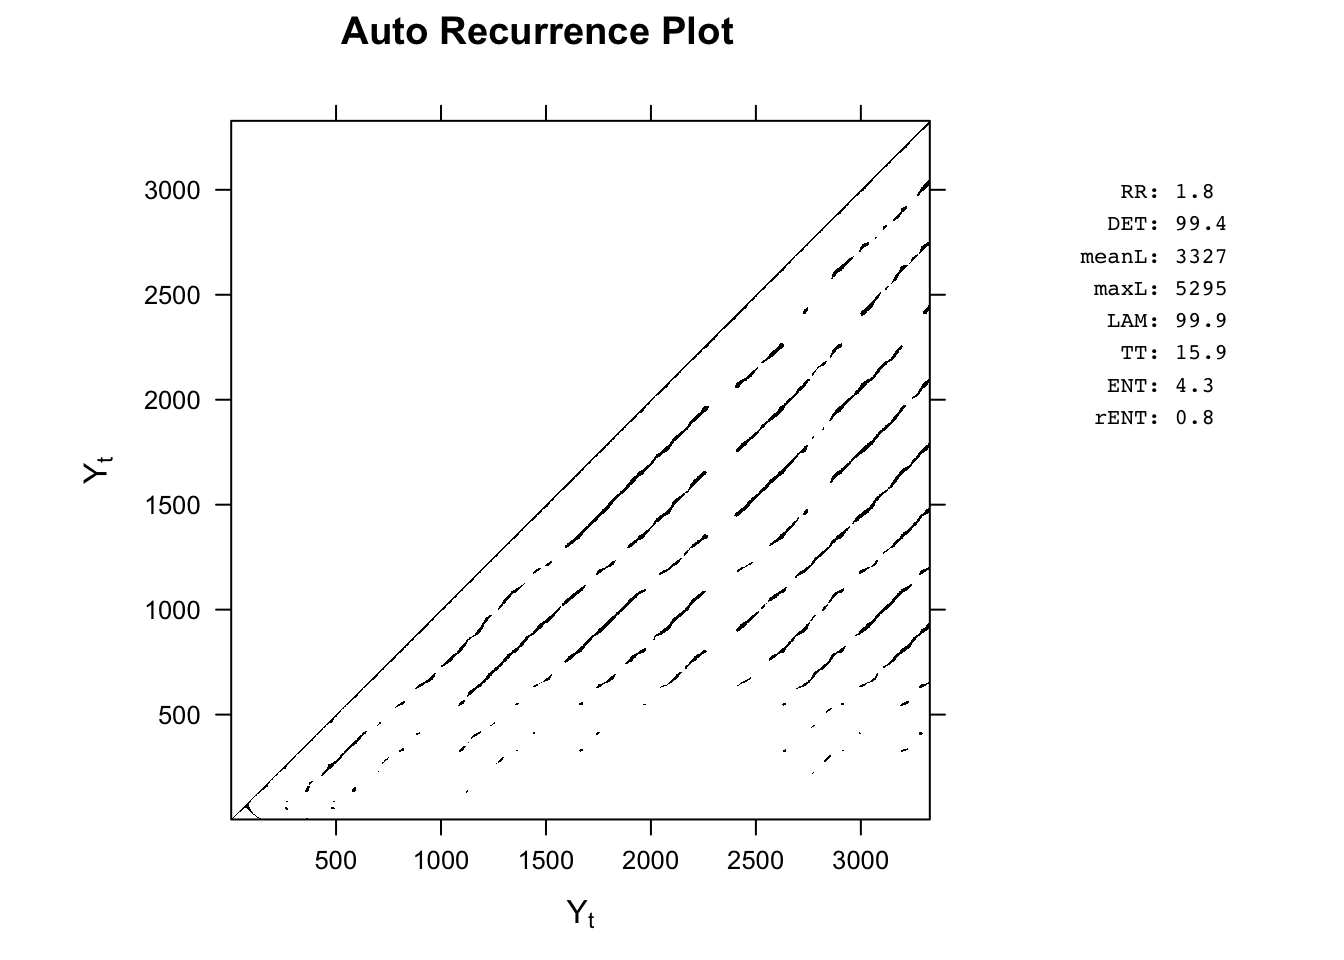 Auto Recurrence Plot
3000
2500
2000
1500
1000
500
Yt
500 1000 1500 2000 2500 3000
Yt
RR: 1.8
DET: 99.4
meanL: 3327
maxL: 5295
LAM: 99.9
TT: 15.9
ENT: 4.3
rENT: 0.8